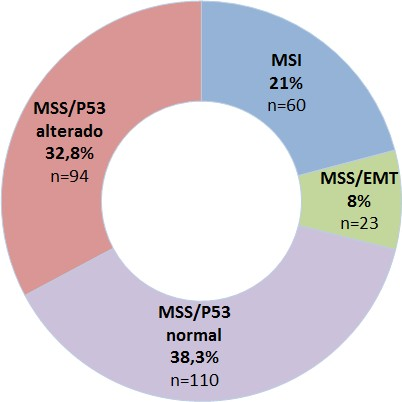 MSI
21%
n=60
MSS/EMT
8%
n=23
MSS/P53
normal
38,3%
n=110
MSS/P53
alterado
32,8%
n=94